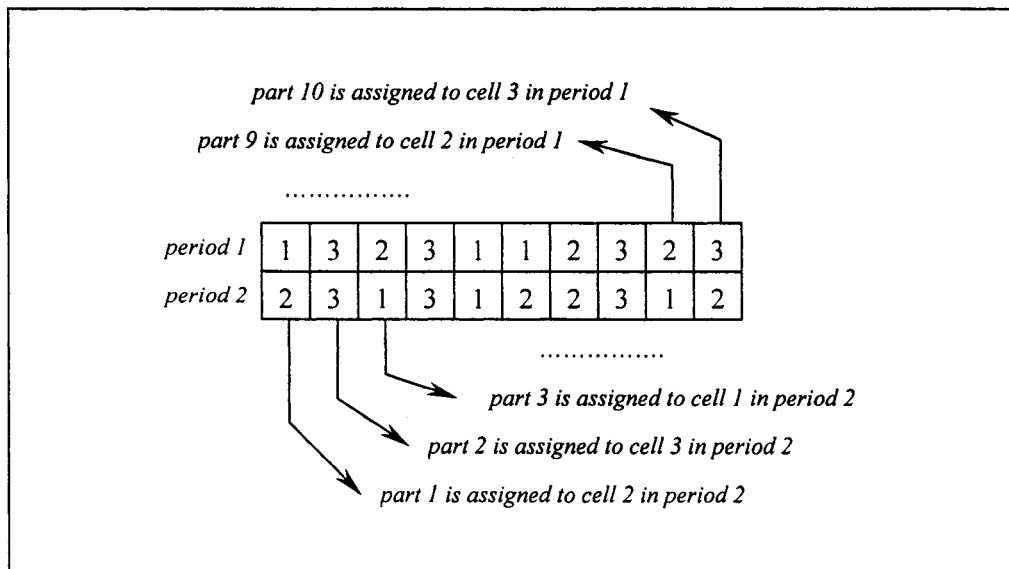 part 10 is assigned to cell 3 in period 1
part 9 is assigned to cell 2 in period 1
................
period 1 1 3 2 3 1 1 2 3 2 3
period 2 2 3 1 3 1 2 2 3 1 2
................
part 3 is assigned to cell 1 in period 2
part 2 is assigned to cell 3 in period 2
part 1 is assigned to cell 2 in period 2